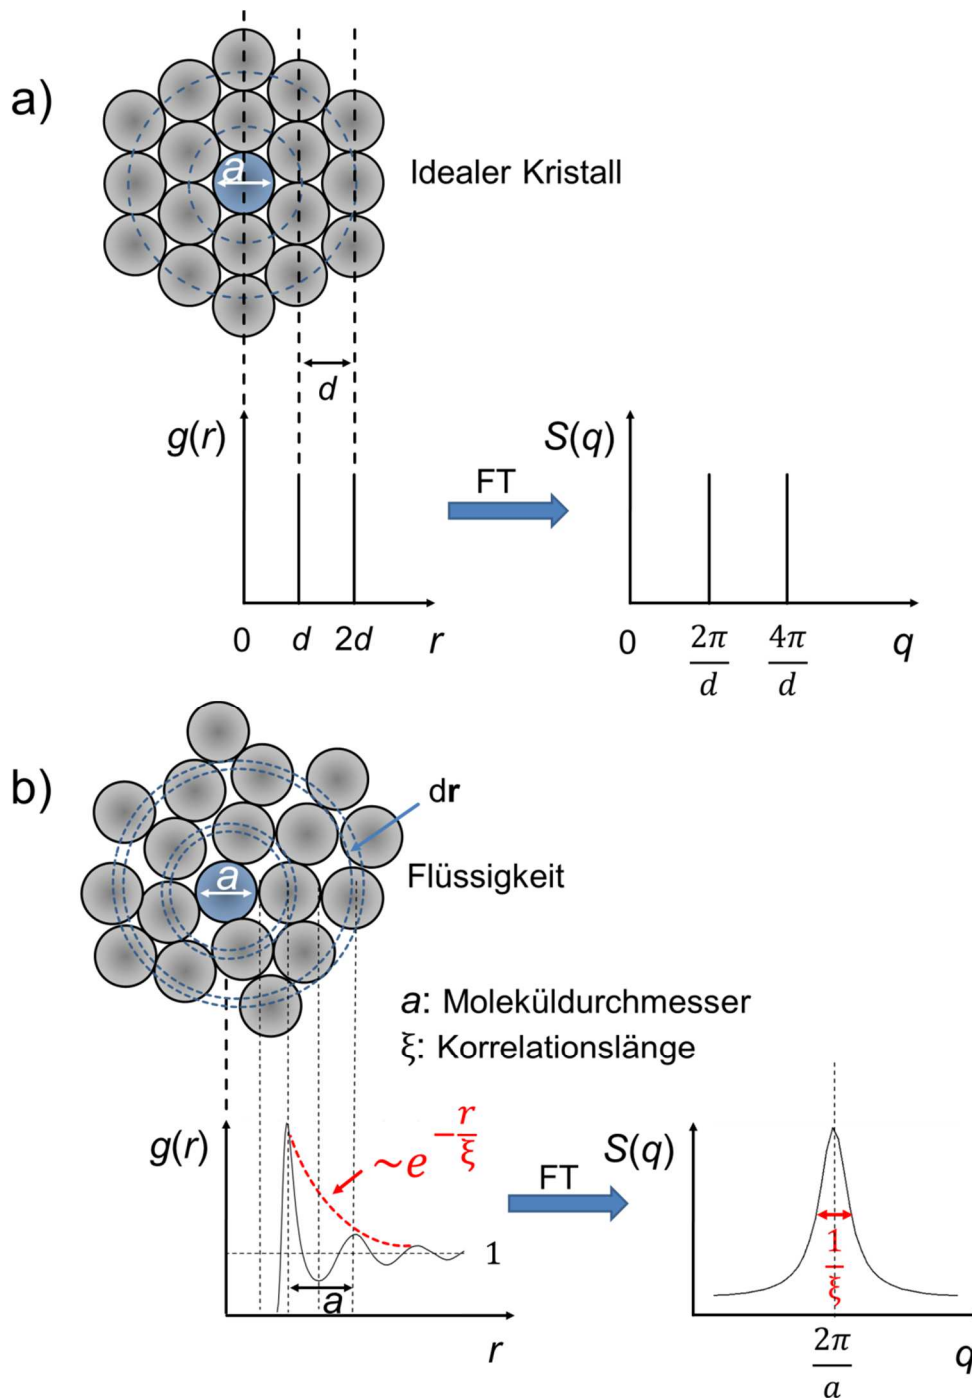 a)
a
Idealer Kristall
d
g(r)
FT
S(q)
0 d 2d r
0 2π/d 4π/d q
b)
dr
a
Flüssigkeit
a: Moleküldurchmesser
ξ: Korrelationslänge
g(r)
~e^(-r/ξ)
FT
S(q)
1
a
1/ξ
r
2π/a
q